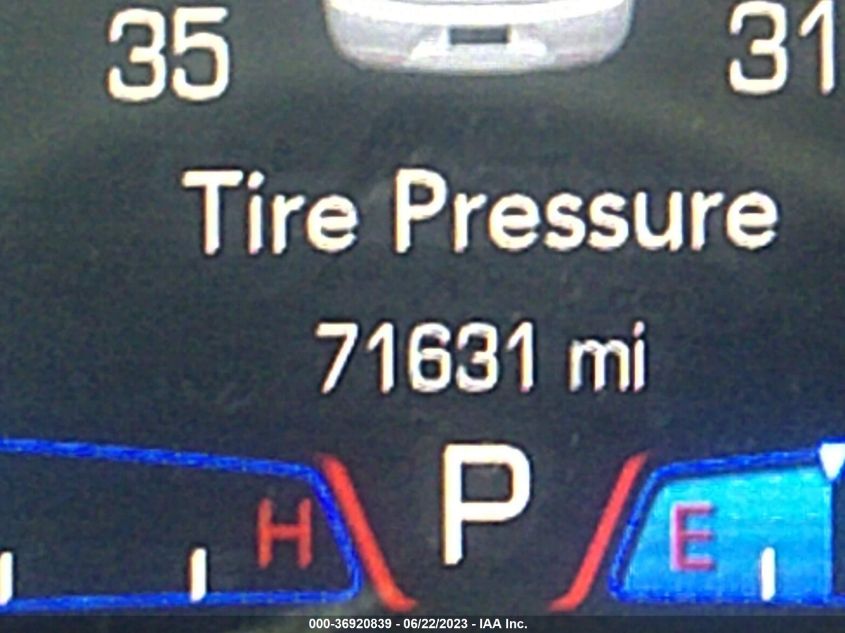 35 31
Tire Pressure
71631 mi
P
H E
000-36920839 - 06/22/2023 - IAA Inc.